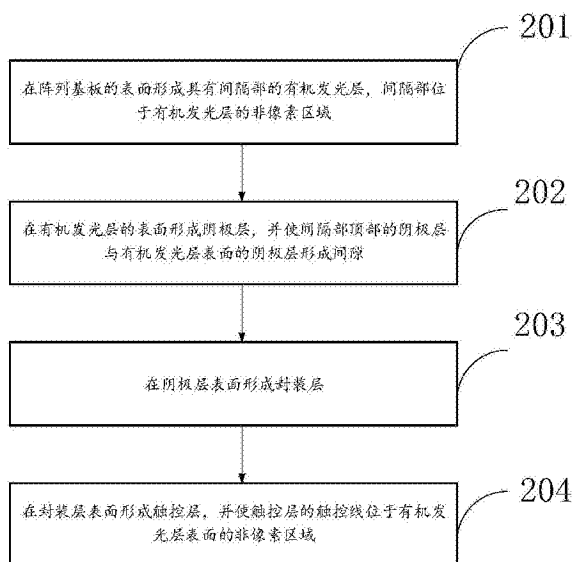 201
在阵列基板的表面形成具有间隔部的有机发光层，间隔部位
于有机发光层的非像素区域
202
在有机发光层的表面形成阴极层，并使间隔部顶部的阴极层
与有机发光层表面的阴极层形成间隙
203
在阴极层表面形成封装层
204
在封装层表面形成触控层，并使触控层的触控线位于有机发
光层表面的非像素区域